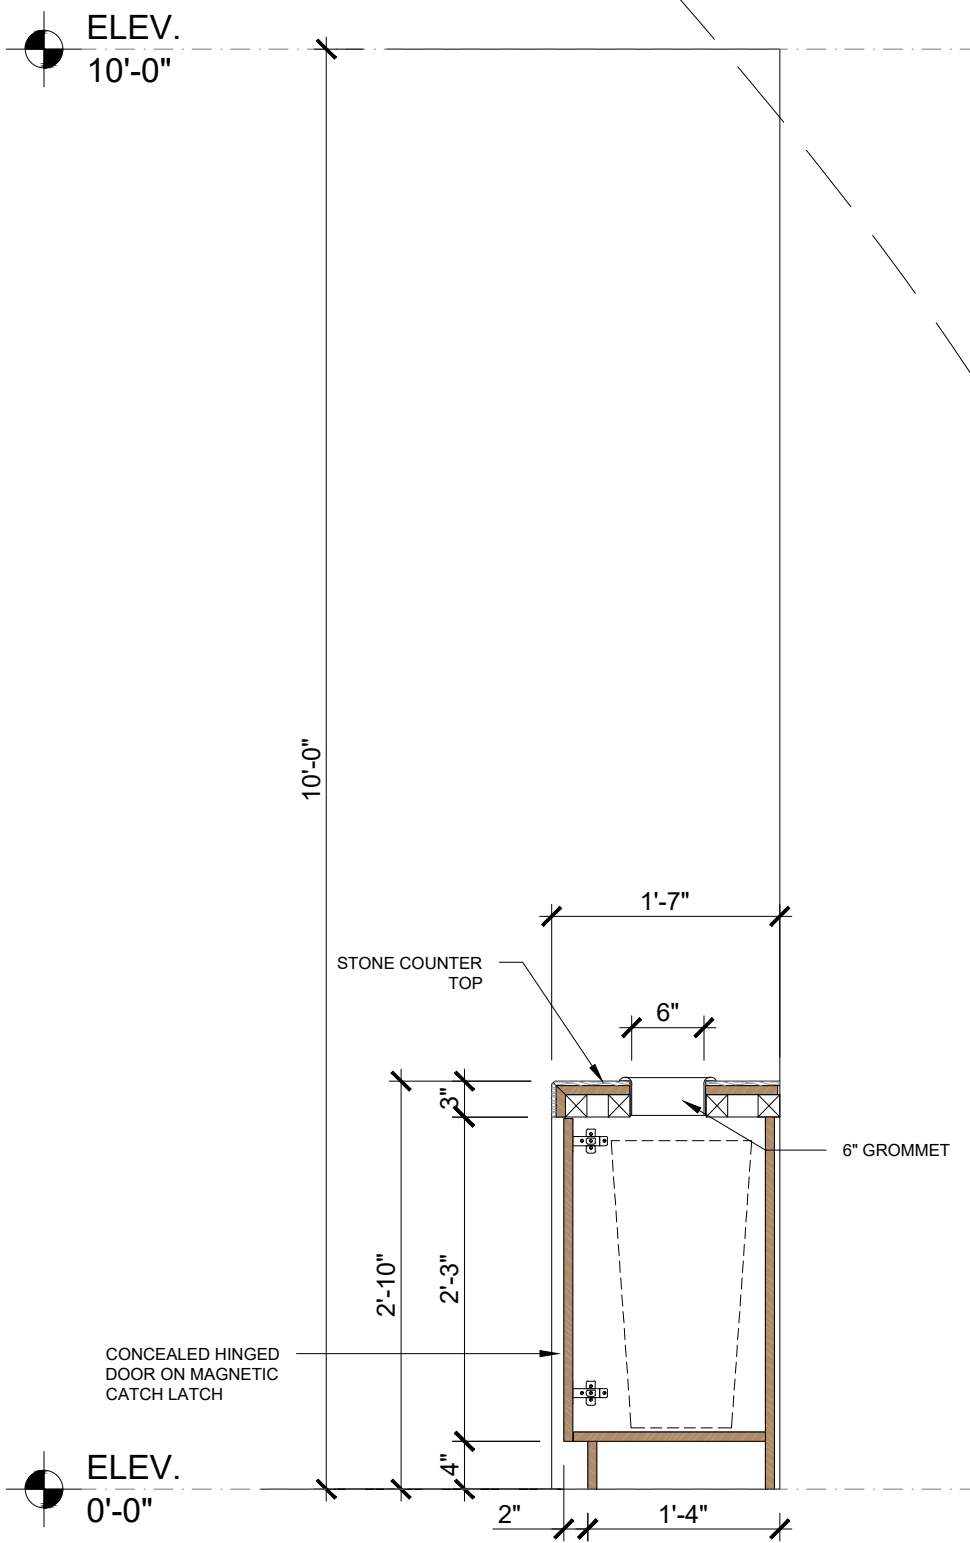 ELEV.
10'-0"
10'-0"
1'-7"
STONE COUNTER
TOP
6"
3"
6" GROMMET
2'-10"
2'-3"
CONCEALED HINGED
DOOR ON MAGNETIC
CATCH LATCH
4"
ELEV.
0'-0"
2"
1'-4"